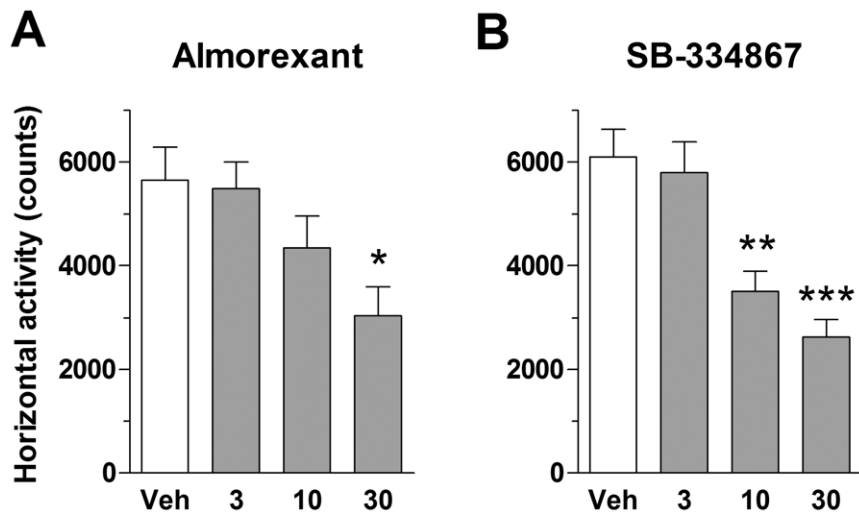 A
Almorexant
Horizontal activity (counts)
6000
4000
2000
0
*
Veh 3 10 30
B
SB-334867
6000
4000
2000
0
**
***
Veh 3 10 30